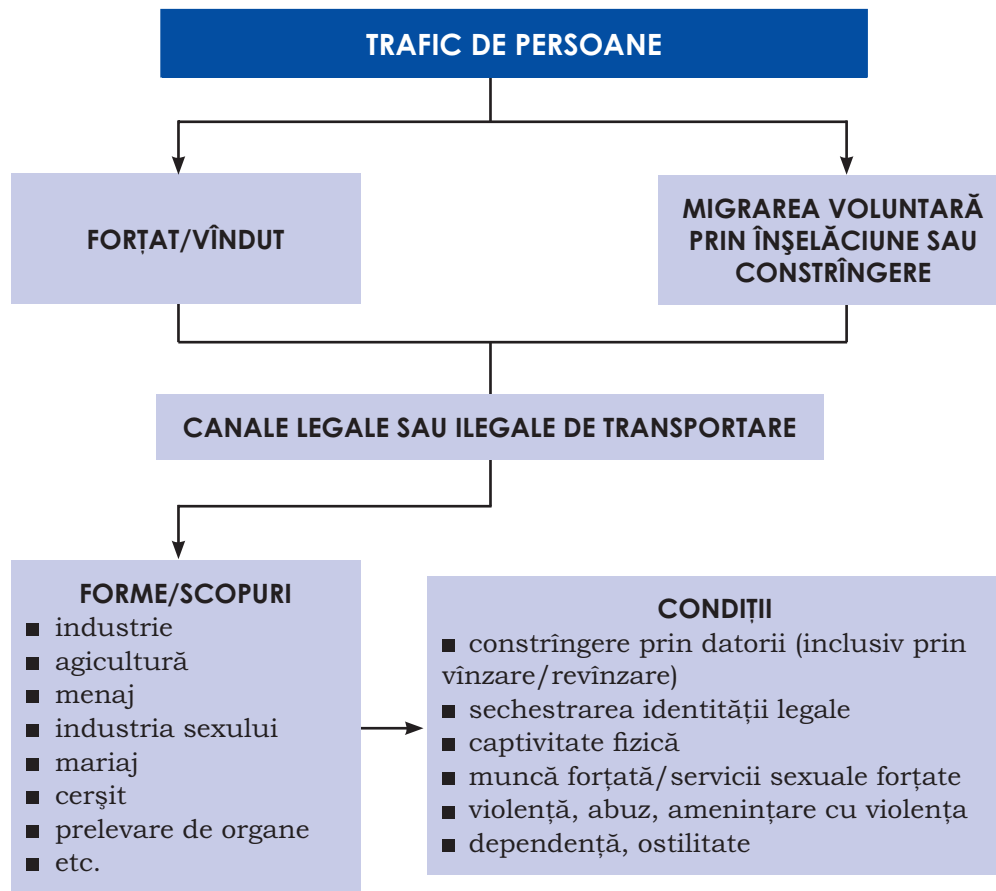 TRAFIC DE PERSOANE
FORȚAT/VÎNDUT
MIGRAREA VOLUNTARĂ
PRIN ÎNŞELĂCIUNE SAU
CONSTRÎNGERE
CANALE LEGALE SAU ILEGALE DE TRANSPORTARE
FORME/SCOPURI
■ industrie
■ agicultură
■ menaj
■ industria sexului
■ mariaj
■ cerşit
■ prelevare de organe
■ etc.
CONDIȚII
■ constrîngere prin datorii (inclusiv prin
vînzare/revînzare)
■ sechestrarea identității legale
■ captivitate fizică
■ muncă forțată/servicii sexuale forțate
■ violență, abuz, amenințare cu violența
■ dependență, ostilitate